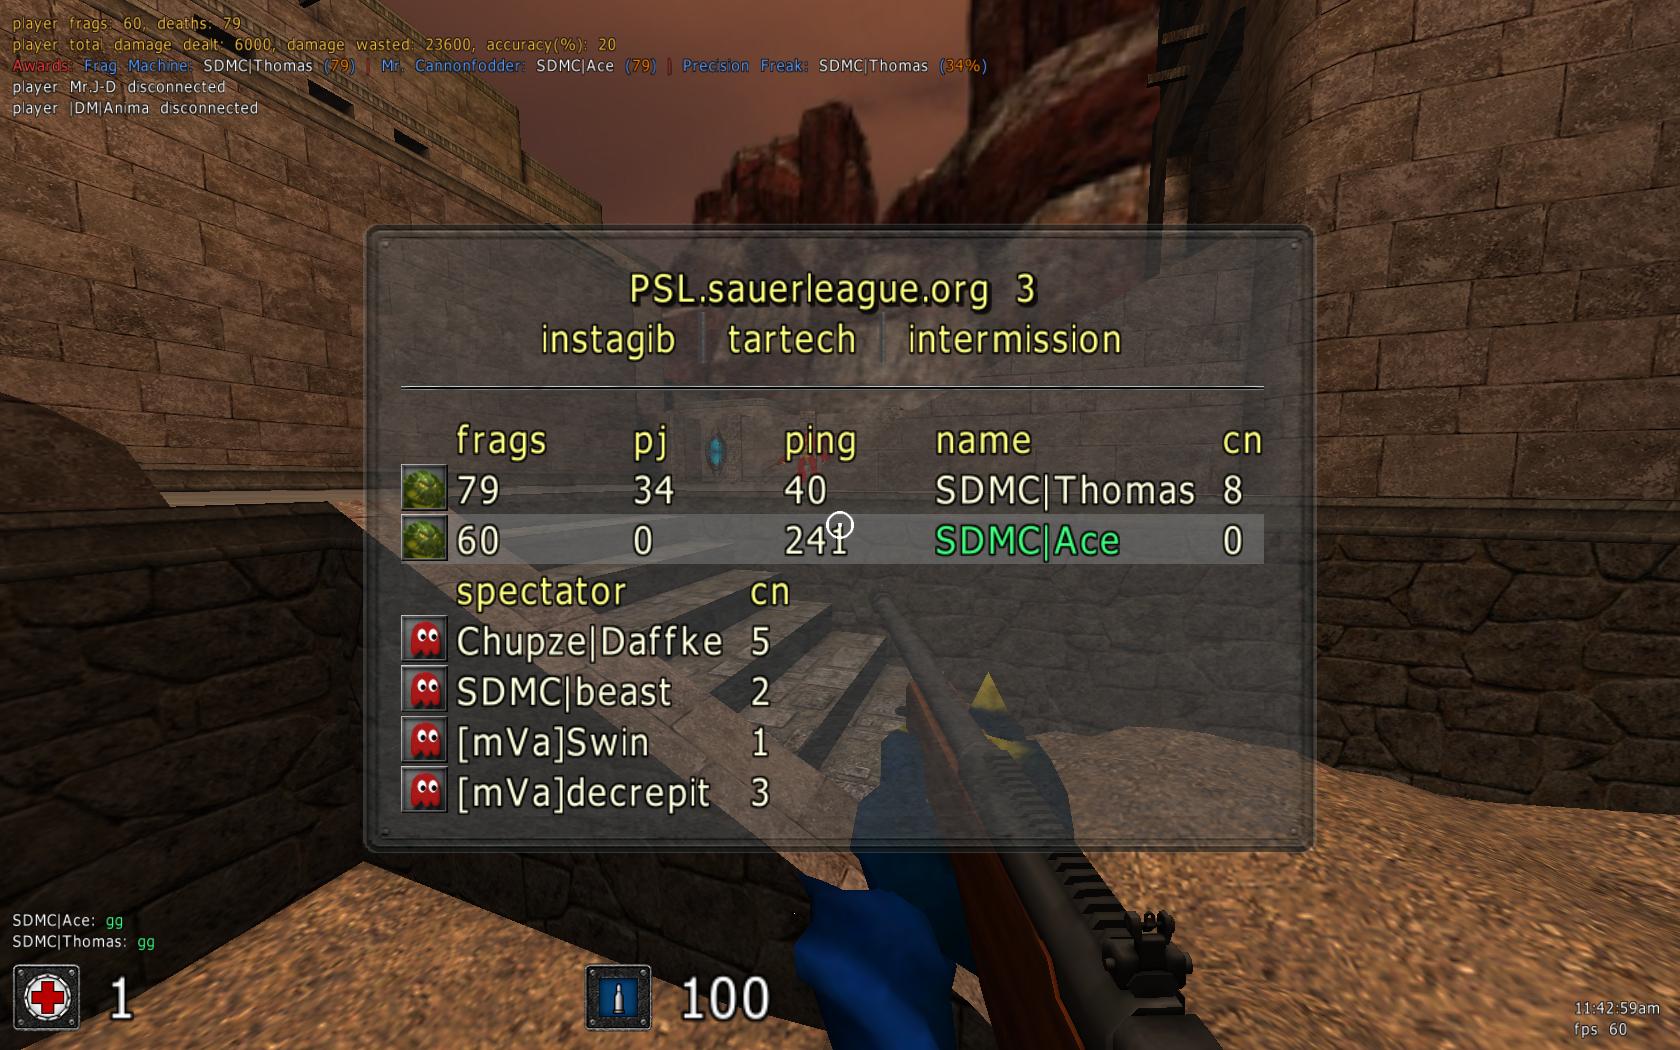 player frags: 60, deaths: 79
player total damage dealt: 6000, damage wasted: 23600, accuracy(%): 20
Awards: Frag Machine: SDMC|Thomas (79) | Mr. Cannonfodder: SDMC|Ace (79) | Precision Freak: SDMC|Thomas (34%)
player Mr.J-D disconnected
player |DM|Anima disconnected
PSL.sauerleague.org 3
instagib | tartech | intermission
frags pj ping name cn
79 34 40 SDMC|Thomas 8
60 0 241 SDMC|Ace 0
spectator cn
Chupze|Daffke 5
SDMC|beast 2
[mVa]Swin 1
[mVa]decrepit 3
SDMC|Ace: gg
SDMC|Thomas: gg
1 100
11:42:59am
fps 60